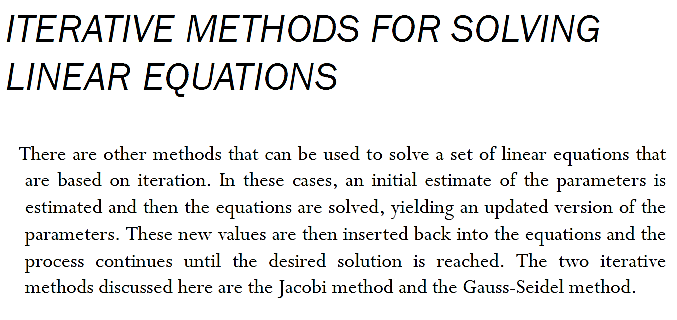 ITERATIVE METHODS FOR SOLVING
LINEAR EQUATIONS
There are other methods that can be used to solve a set of linear equations that
are based on iteration. In these cases, an initial estimate of the parameters is
estimated and then the equations are solved, yielding an updated version of the
parameters. These new values are then inserted back into the equations and the
process continues until the desired solution is reached. The two iterative
methods discussed here are the Jacobi method and the Gauss-Seidel method.